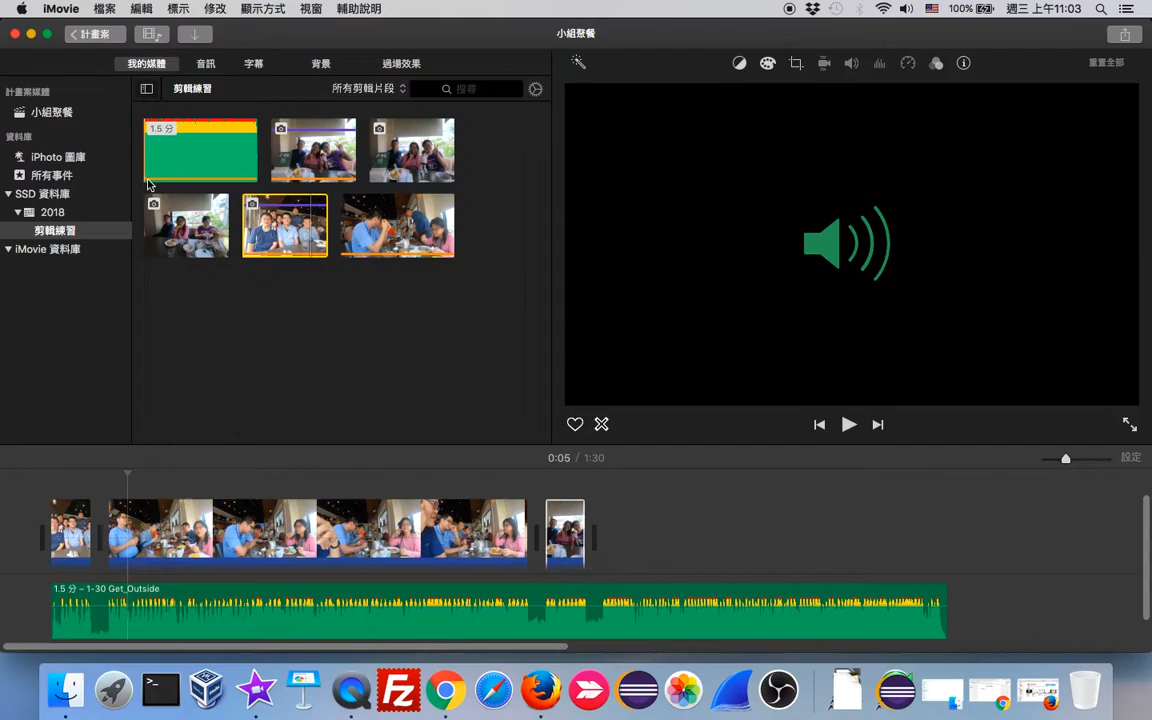 iMovie 檔案 編輯 標示 修改 顯示方式 視窗 輔助說明 100% 週三 上午11:03
計畫案 小組聚餐
我的媒體 音訊 字幕 背景 過場效果
計畫案媒體 剪輯練習 所有剪輯片段 搜尋 重置全部
小組聚餐
資料庫
iPhoto 圖庫
所有事件
SSD 資料庫
2018
剪輯練習
iMovie 資料庫
1.5 分
0:05 / 1:30 設定
1.5 分 – 1-30 Get_Outside